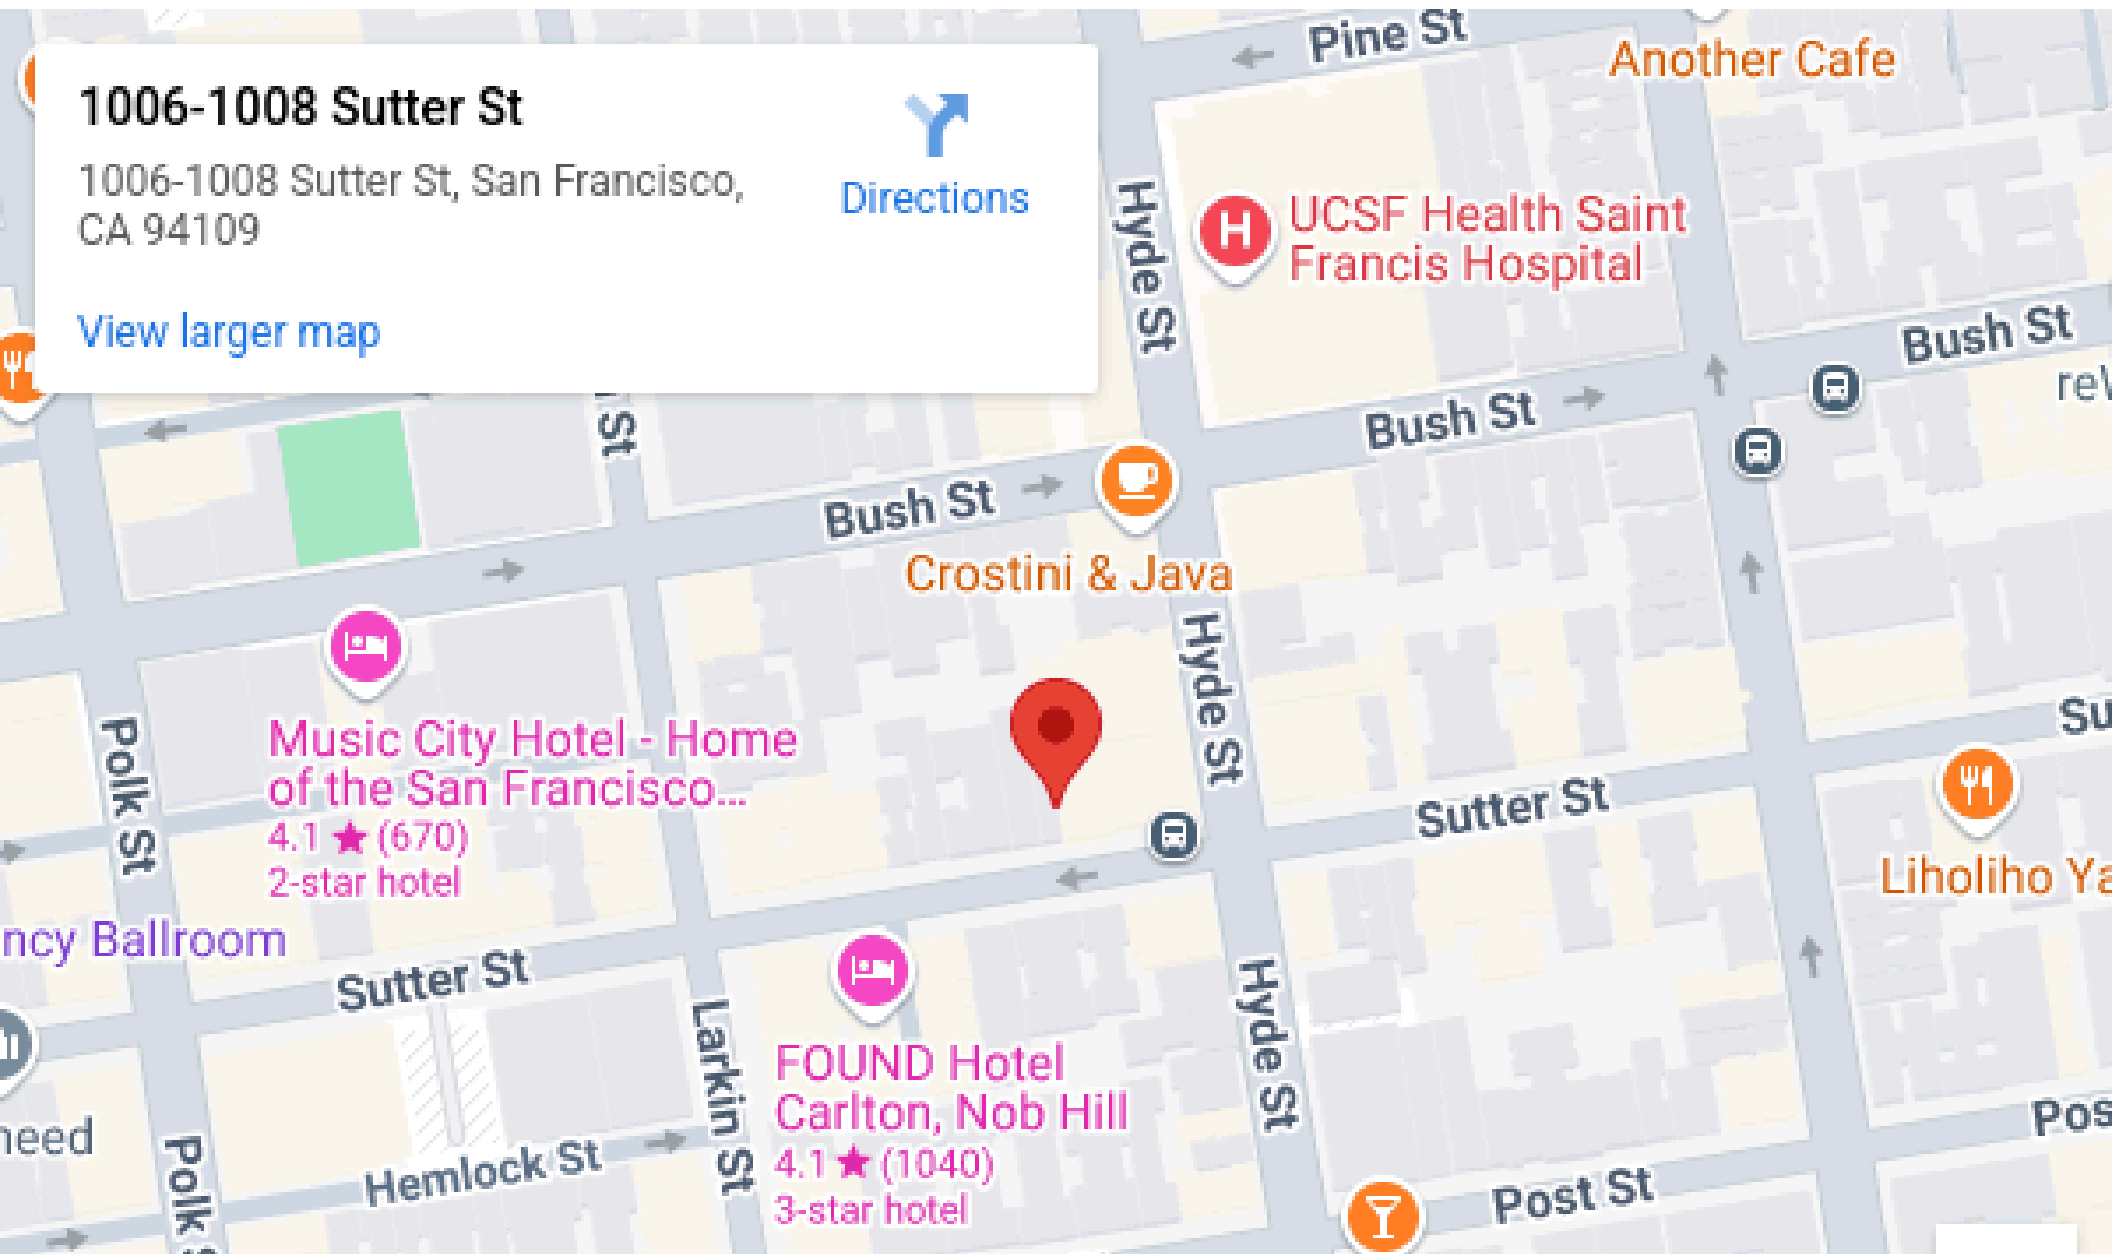 Pine St
Another Cafe
1006-1008 Sutter St
1006-1008 Sutter St, San Francisco,
CA 94109
Directions
View larger map
Hyde St
H
UCSF Health Saint
Francis Hospital
Bush St
St
Bush St
Bush St
Crostini & Java
Hyde St
Music City Hotel - Home
of the San Francisco...
4.1 ★ (670)
2-star hotel
Polk St
Sutter St
Su
Liholiho Ya
ncy Ballroom
Sutter St
Larkin St
FOUND Hotel
Carlton, Nob Hill
4.1 ★ (1040)
3-star hotel
Hyde St
need
Hemlock St
Polk S
Pos
Post St